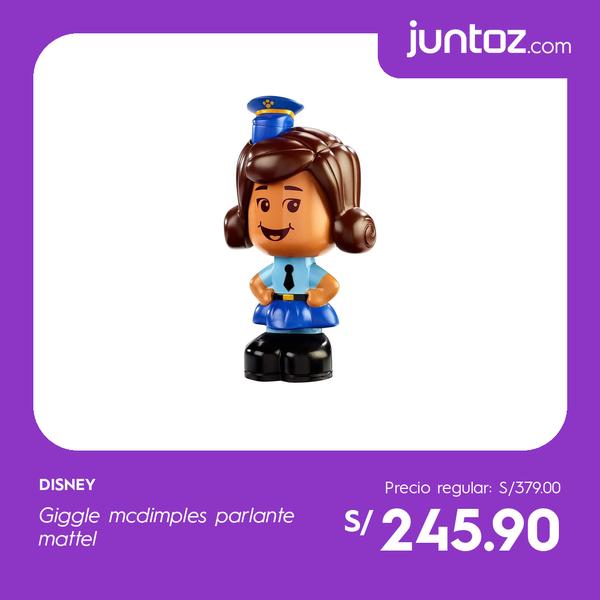 juntoz.com
DISNEY
Giggle mcdimples parlante
mattel
Precio regular: S/379.00
S/ 245.90